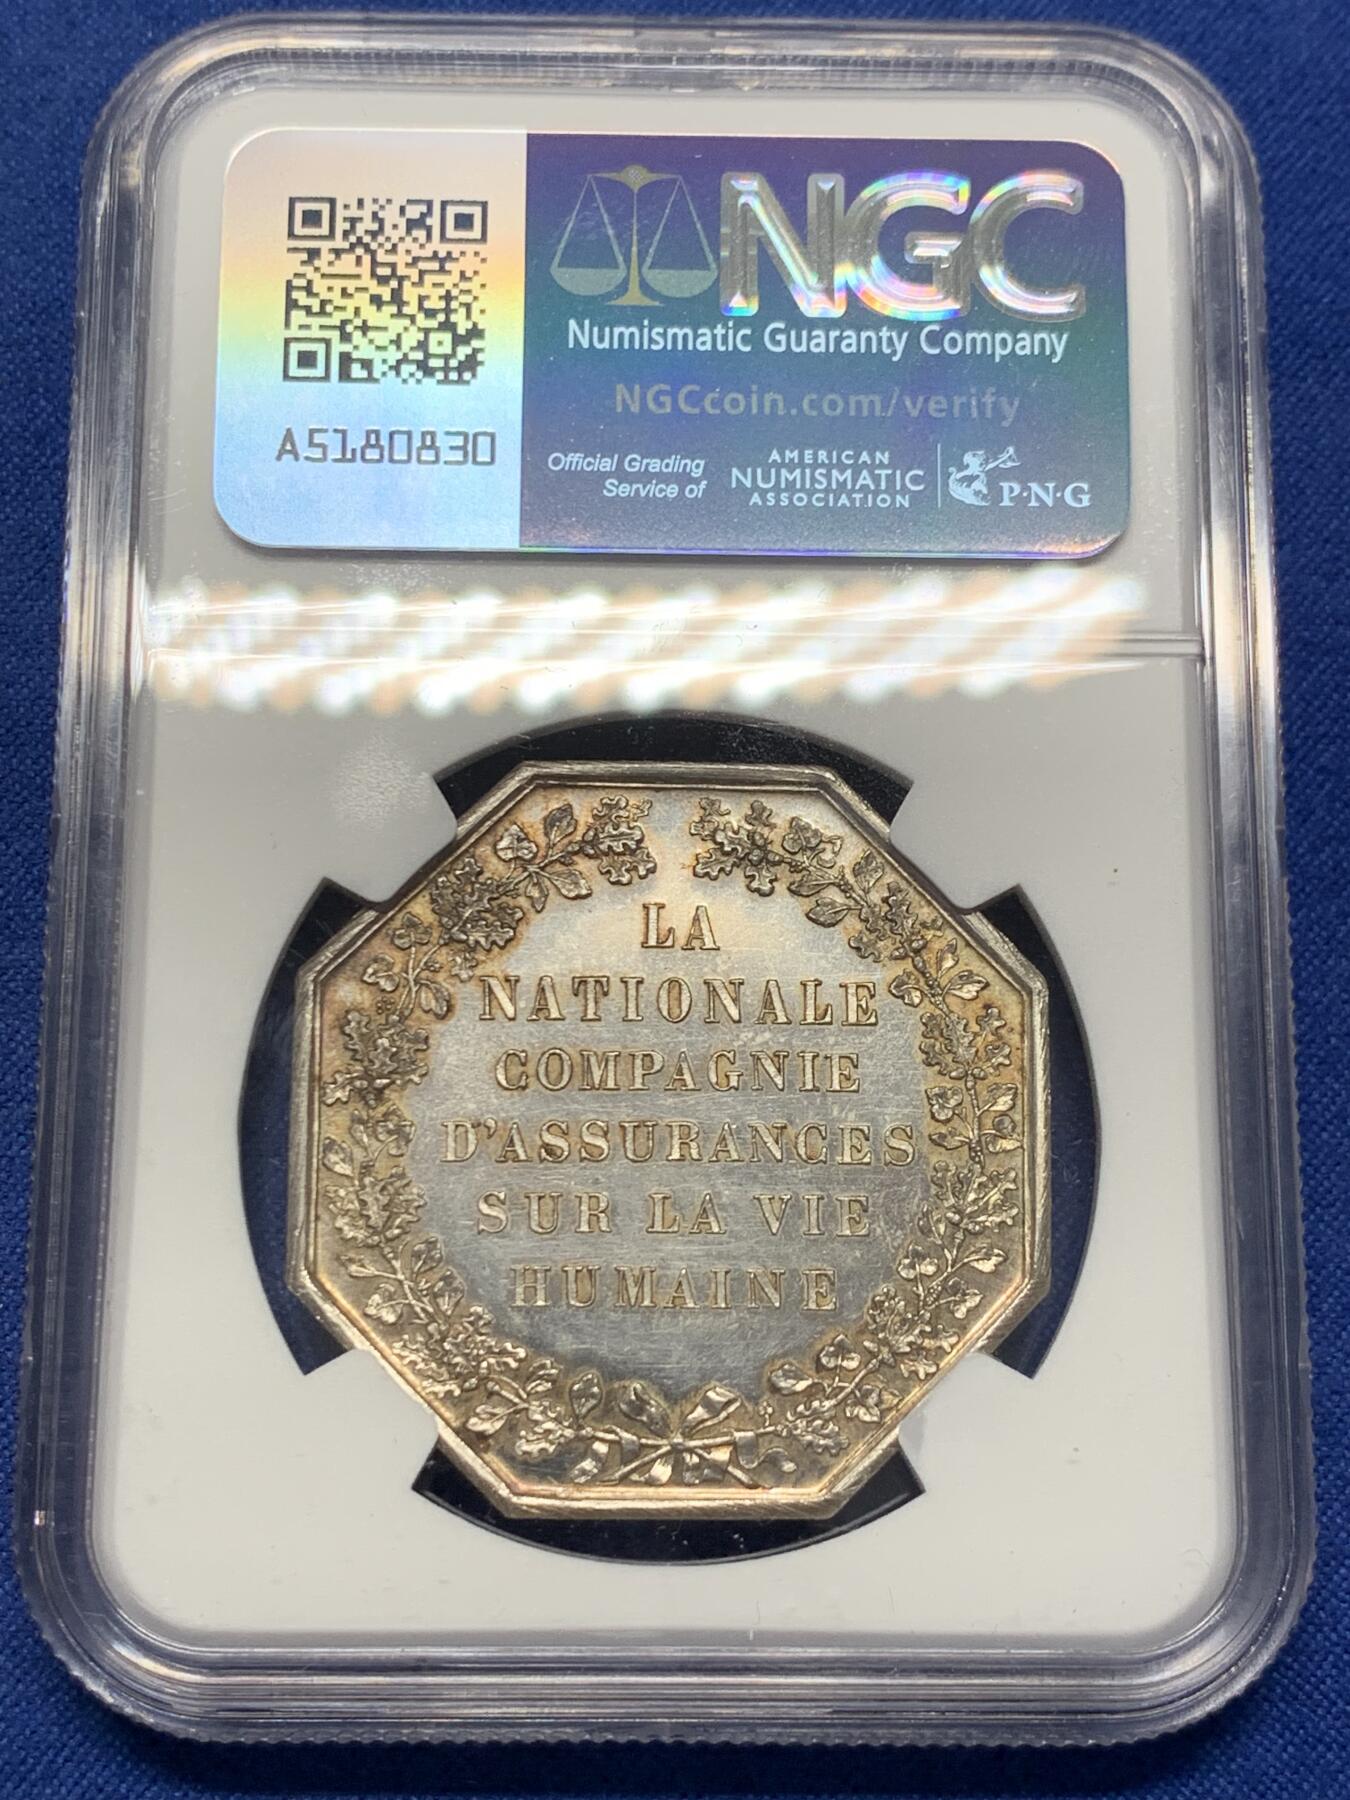 NGC
Numismatic Guaranty Company
NGCcoin.com/verify
A5180830
Official Grading
Service of
AMERICAN
NUMISMATIC
ASSOCIATION
P·N·G
LA
NATIONALE
COMPAGNIE
D'ASSURANCES
SUR LA VIE
HUMAINE